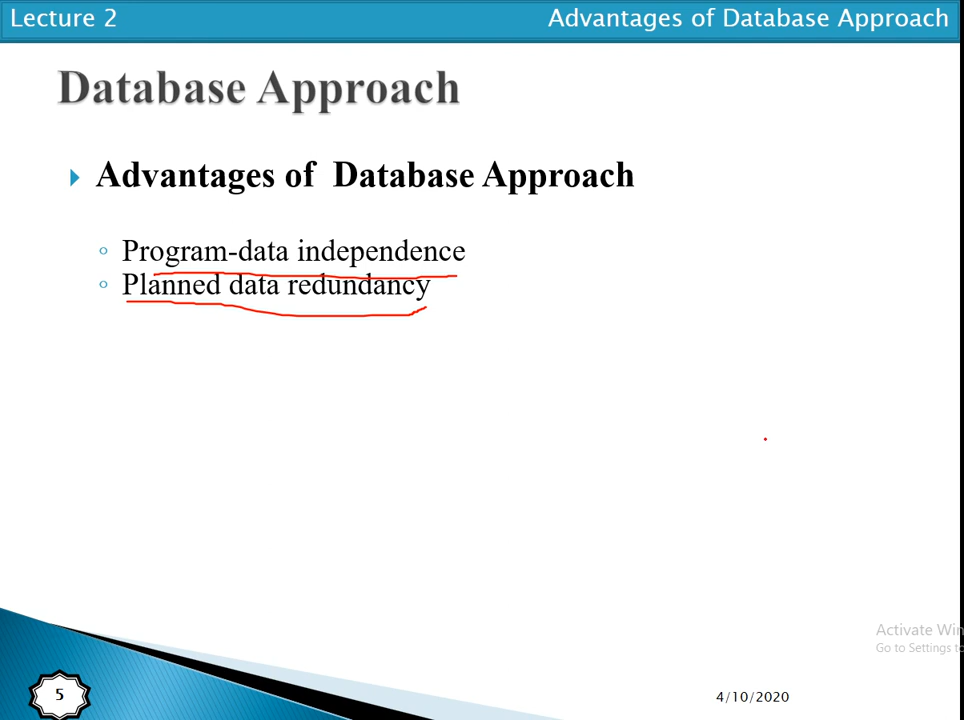 Lecture 2
Advantages of Database Approach
Database Approach
Advantages of Database Approach
Program-data independence
Planned data redundancy
Activate Win
Go to Settings t
5
4/10/2020